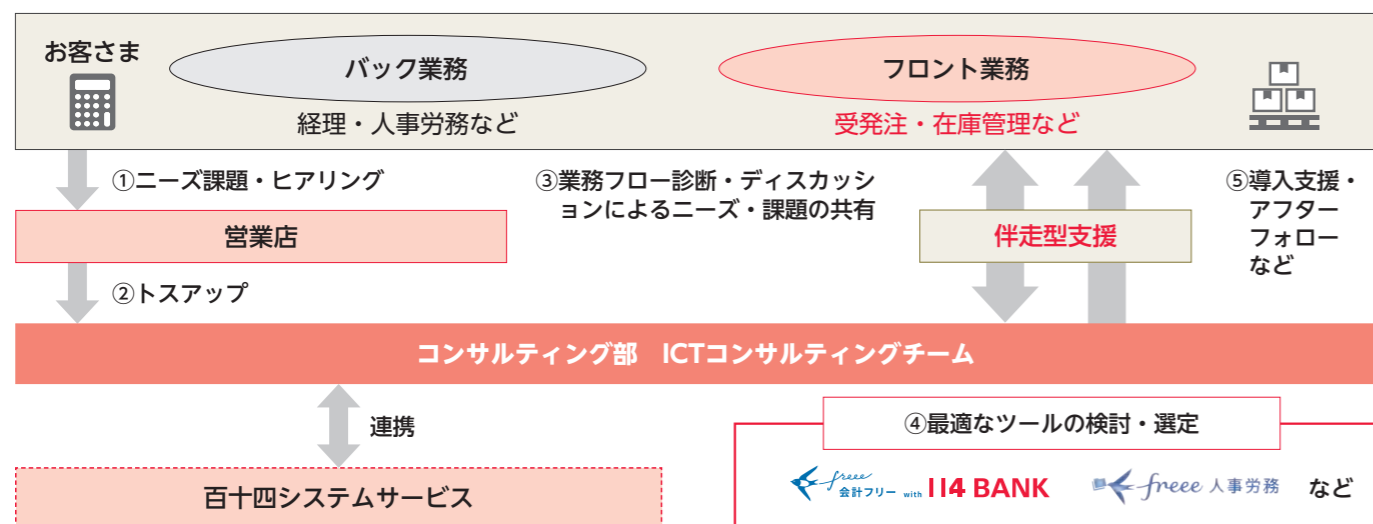 お客さま
バック業務
経理・人事労務など
フロント業務
受発注・在庫管理など
①ニーズ課題・ヒアリング
営業店
②トスアップ
③業務フロー診断・ディスカッシ
ョンによるニーズ・課題の共有
伴走型支援
⑤導入支援・
アフター
フォロー
など
コンサルティング部 ICTコンサルティングチーム
連携
百十四システムサービス
④最適なツールの検討・選定
freee
会計フリー with 114 BANK
freee 人事労務
など